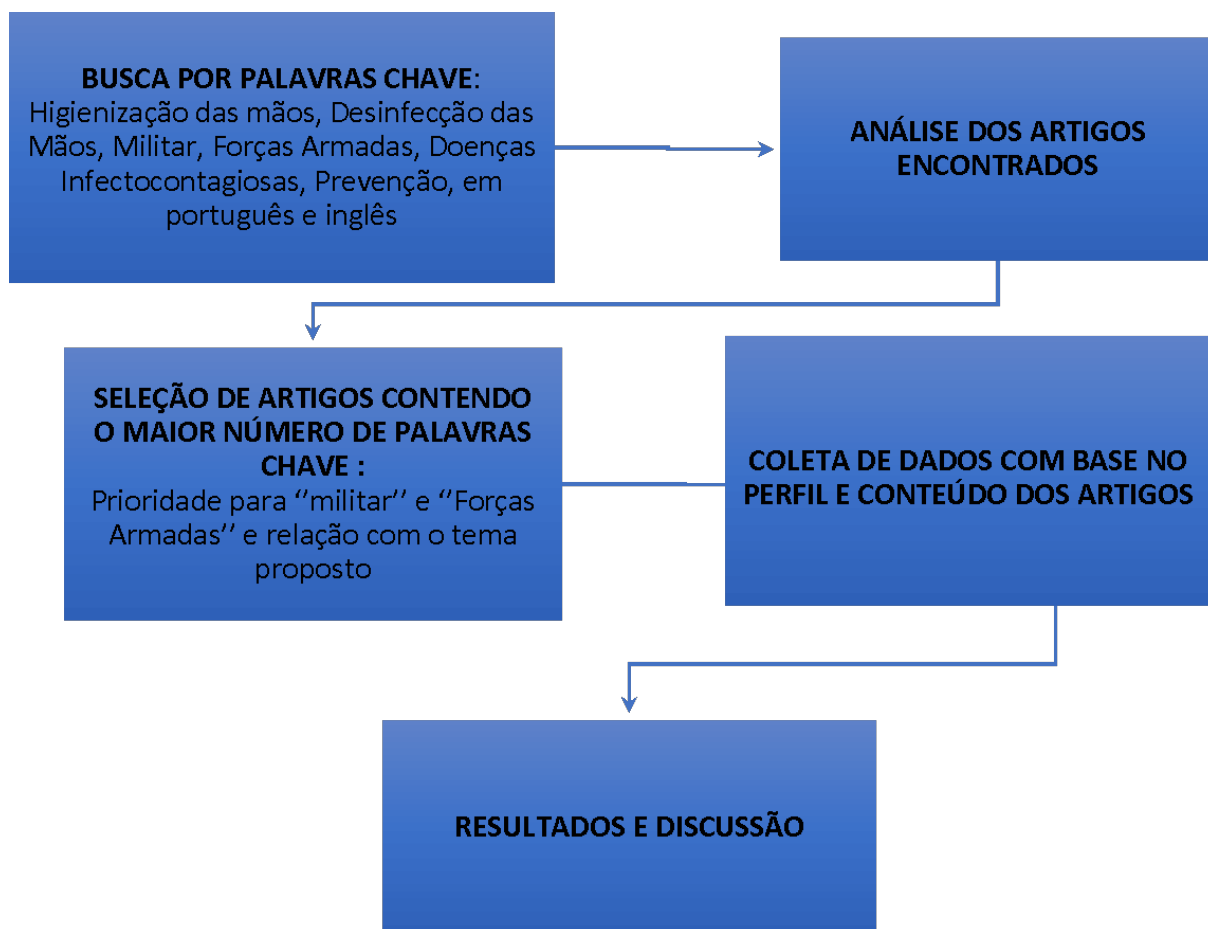 BUSCA POR PALAVRAS CHAVE:
Higienização das mãos, Desinfecção das
Mãos, Militar, Forças Armadas, Doenças
Infectocontagiosas, Prevenção, em
português e inglês
ANÁLISE DOS ARTIGOS
ENCONTRADOS
SELEÇÃO DE ARTIGOS CONTENDO
O MAIOR NÚMERO DE PALAVRAS
CHAVE :
Prioridade para ‘’militar’’ e ‘’Forças
Armadas’’ e relação com o tema
proposto
COLETA DE DADOS COM BASE NO
PERFIL E CONTEÚDO DOS ARTIGOS
RESULTADOS E DISCUSSÃO